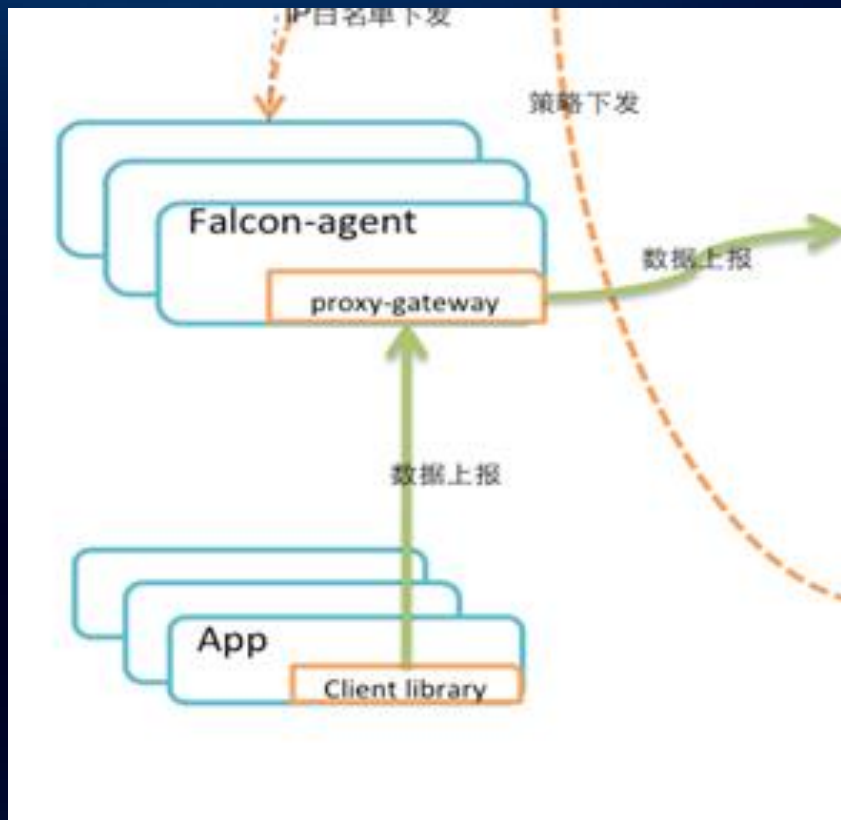 IP白名单下发
策略下发
Falcon-agent
数据上报
proxy-gateway
数据上报
App
Client library